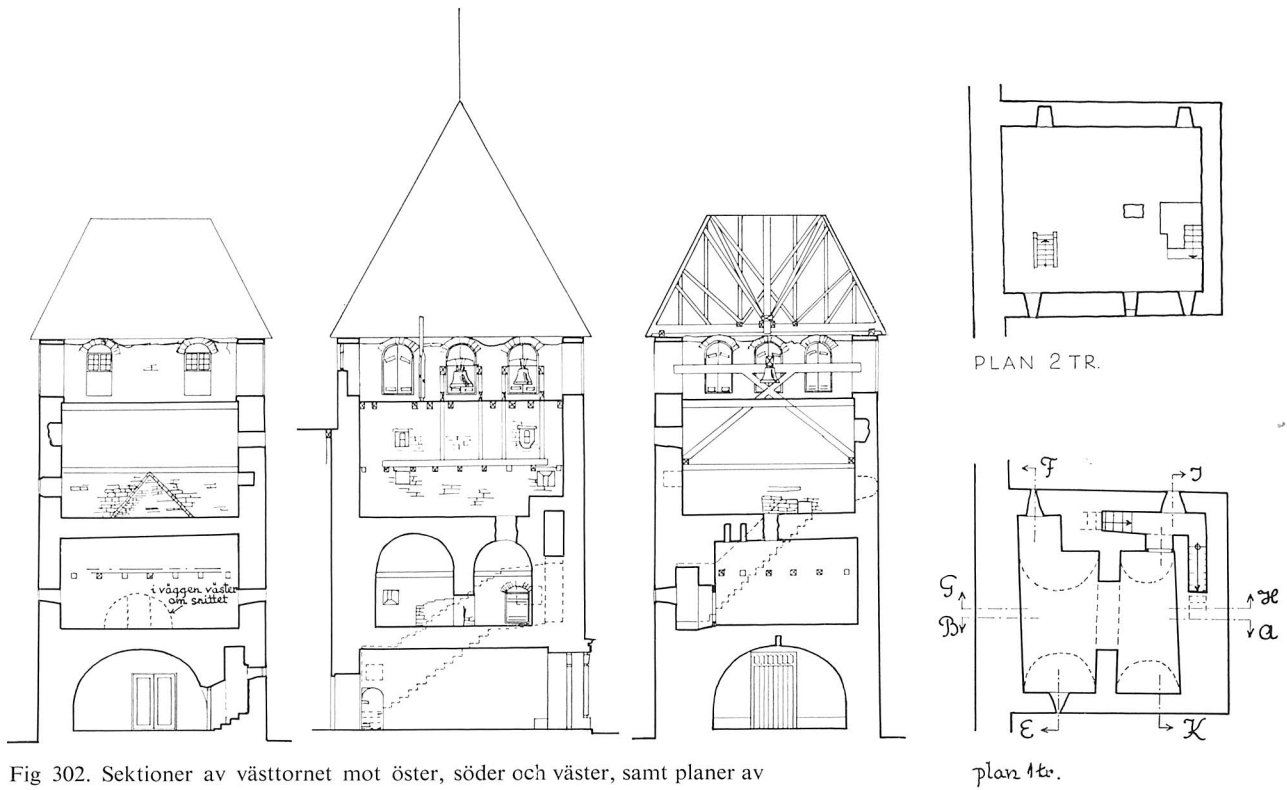 i väggen väster
om snittet
PLAN 2 TR.
F
I
G
H
B
a
E
K
plan 1 tr.
Fig 302. Sektioner av västtornet mot öster, söder och väster, samt planer av